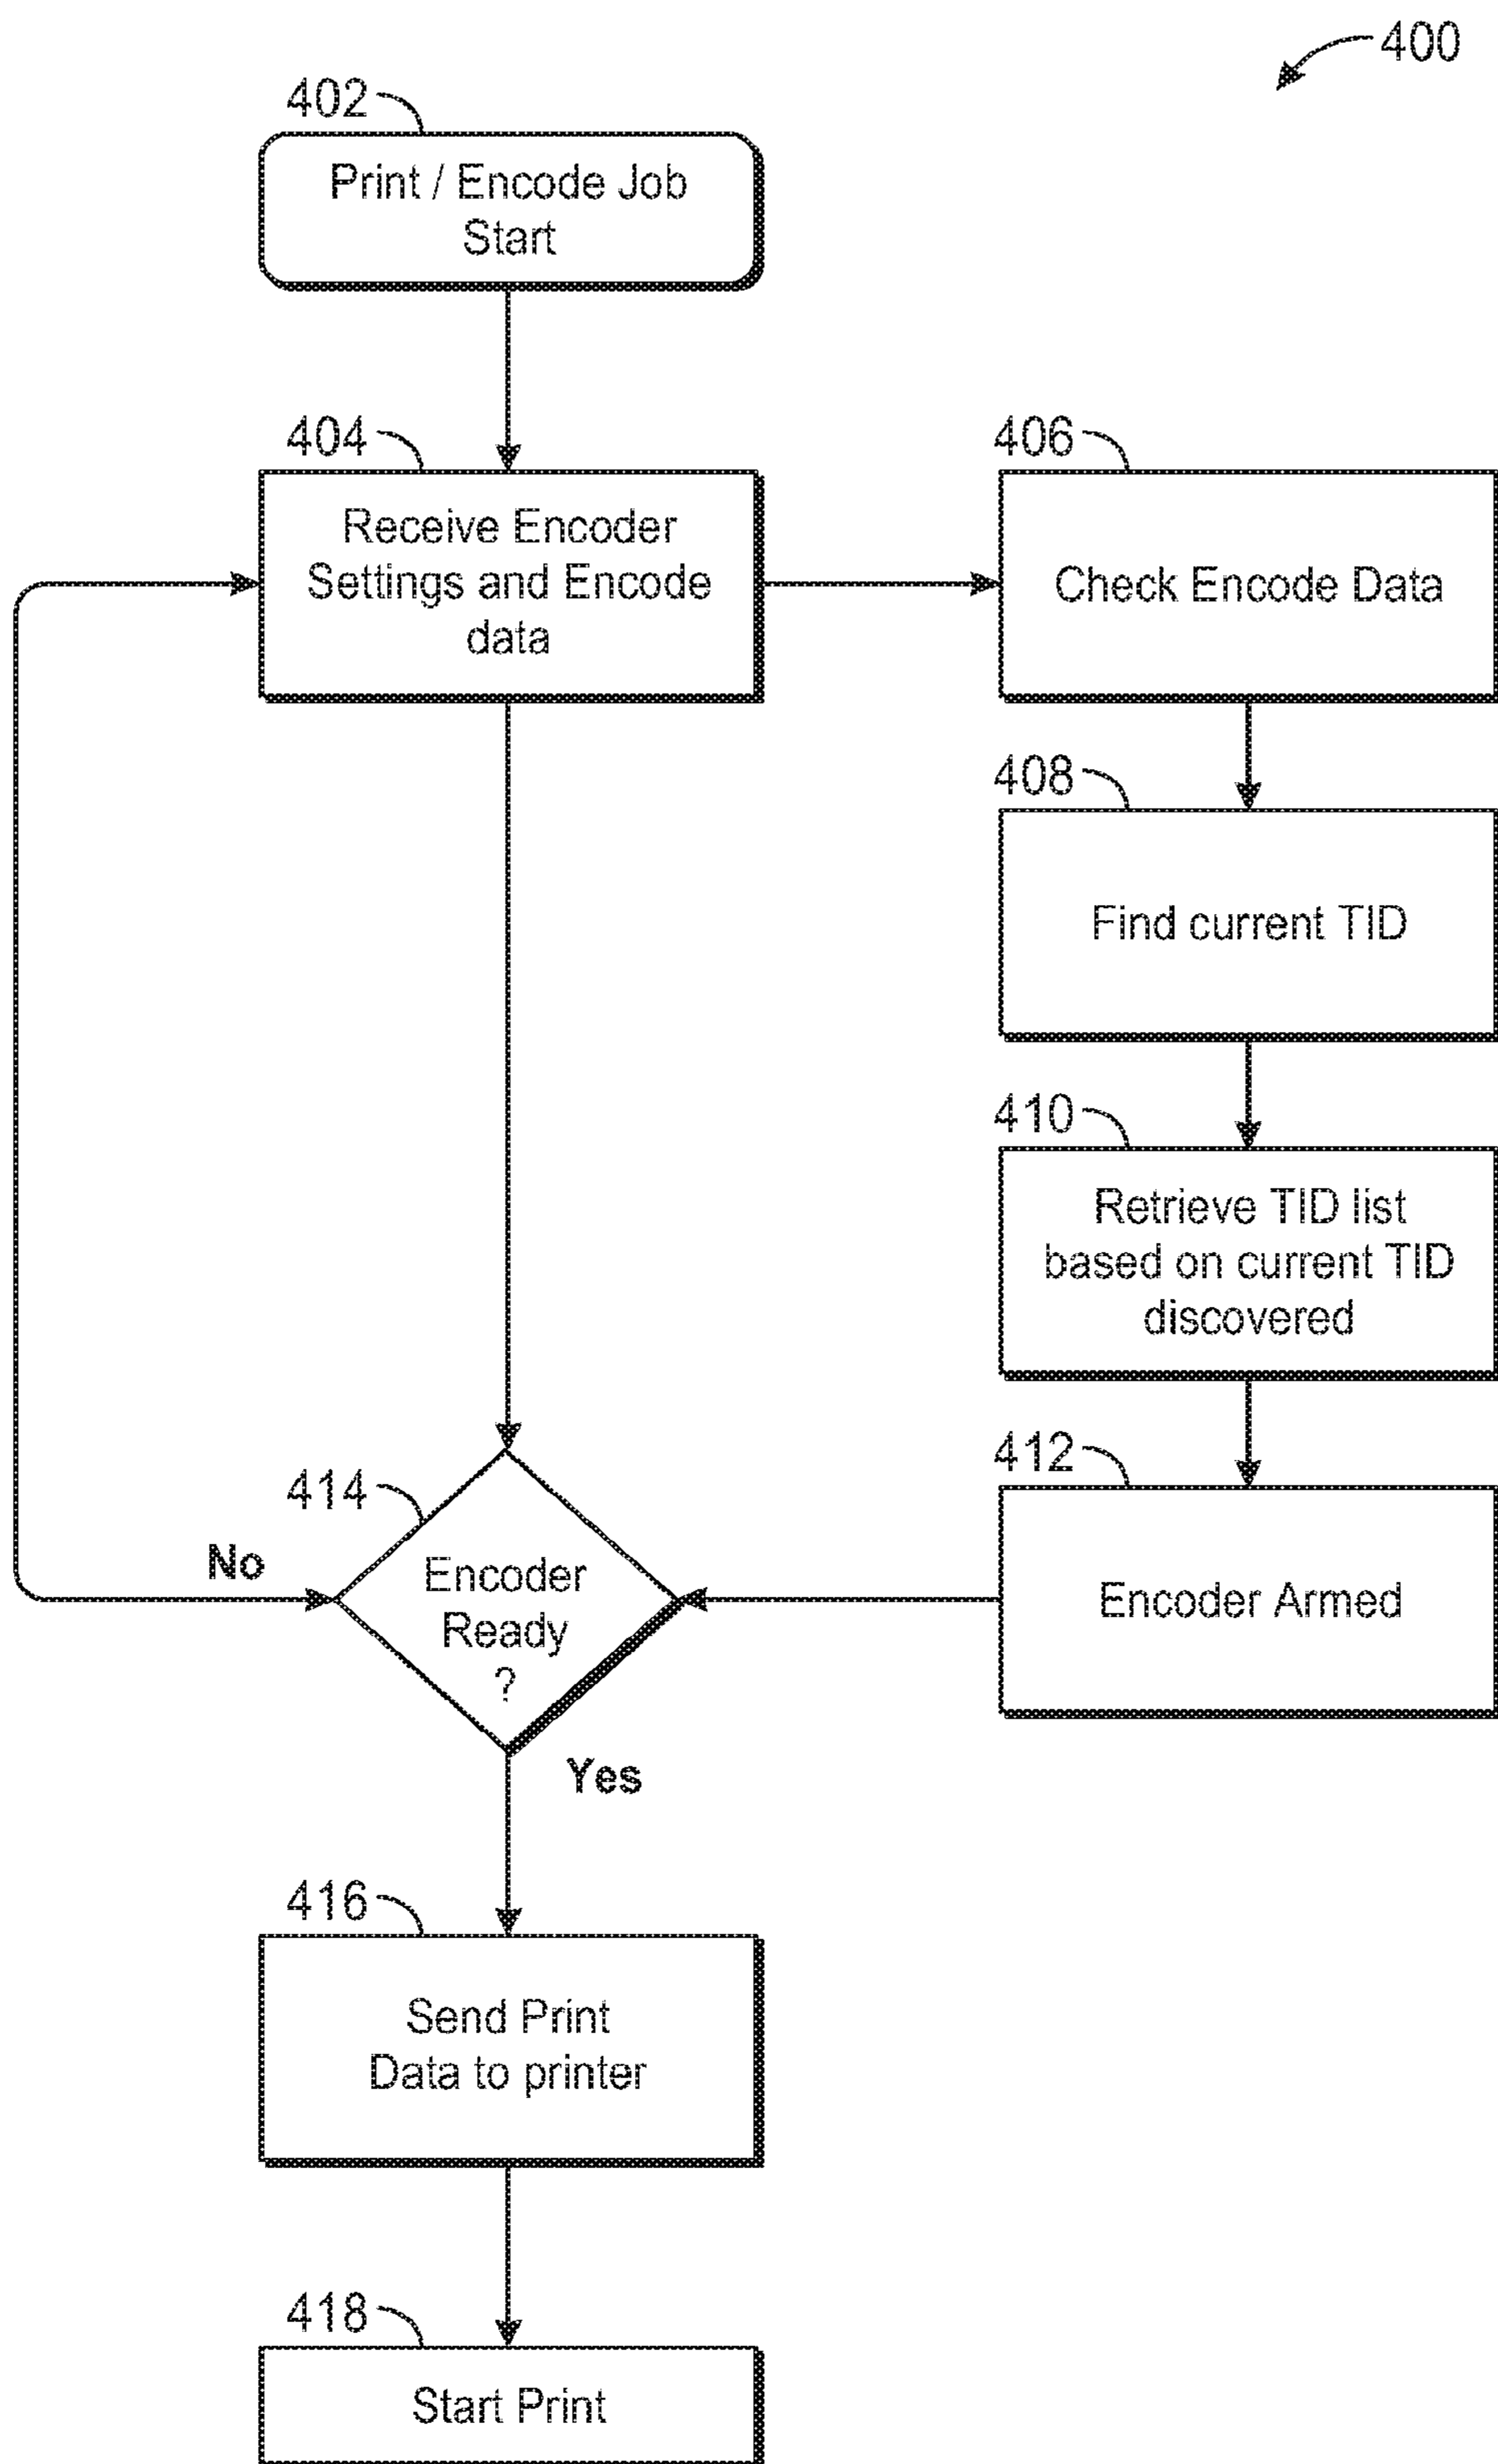 400
402
Print / Encode Job
Start
404
Receive Encoder
Settings and Encode
data
406
Check Encode Data
408
Find current TID
410
Retrieve TID list
based on current TID
discovered
412
Encoder Armed
414
Encoder
Ready
?
No
Yes
416
Send Print
Data to printer
418
Start Print